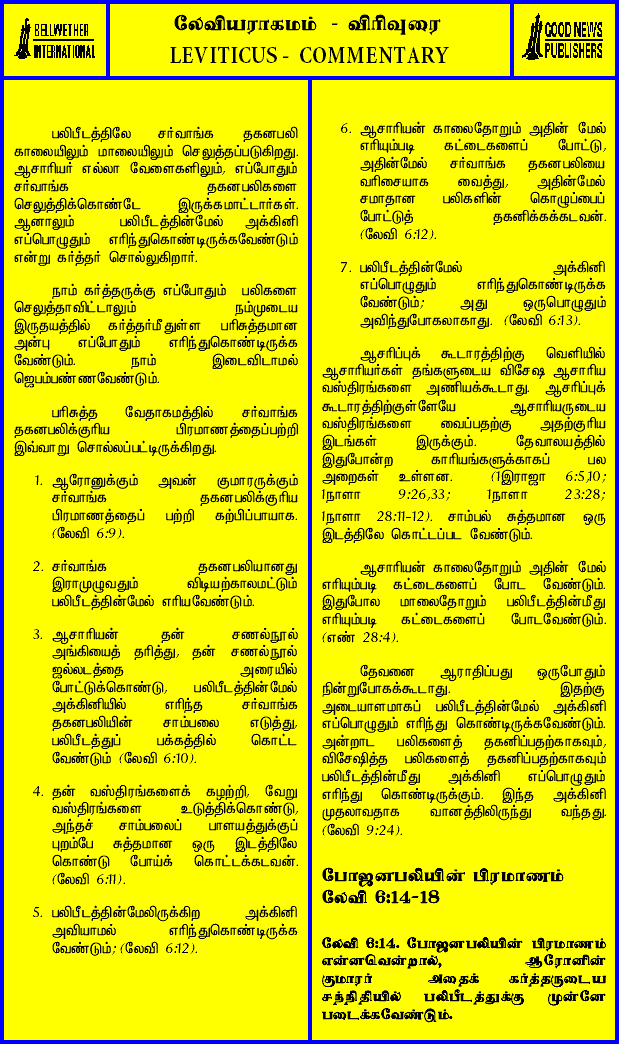 BELLWETHER
INTERNATIONAL
லேவியராகமம் - விரிவுரை
LEVITICUS - COMMENTARY
GOOD NEWS
PUBLISHERS
பலிபீடத்திலே சர்வாங்க தகனபலி
காலையிலும் மாலையிலும் செலுத்தப்படுகிறது.
ஆசாரியர் எல்லா வேளைகளிலும், எப்போதும்
சர்வாங்க தகனபலிகளை
செலுத்திக்கொண்டே இருக்கமாட்டார்கள்.
ஆனாலும் பலிபீடத்தின்மேல் அக்கினி
எப்பொழுதும் எரிந்துகொண்டிருக்கவேண்டும்
என்று கர்த்தர் சொல்லுகிறார்.
நாம் கர்த்தருக்கு எப்போதும் பலிகளை
செலுத்தாவிட்டாலும் நம்முடைய
இருதயத்தில் கர்த்தர்மீதுள்ள பரிசுத்தமான
அன்பு எப்போதும் எரிந்துகொண்டிருக்க
வேண்டும். நாம் இடைவிடாமல்
ஜெபம்பண்ணவேண்டும்.
பரிசுத்த வேதாகமத்தில் சர்வாங்க
தகனபலிக்குரிய பிரமாணத்தைப்பற்றி
இவ்வாறு சொல்லப்பட்டிருக்கிறது.
1. ஆரோனுக்கும் அவன் குமாரருக்கும்
சர்வாங்க தகனபலிக்குரிய
பிரமாணத்தைப் பற்றி கற்பிப்பாயாக.
(லேவி 6:9).
2. சர்வாங்க தகனபலியானது
இராமுழுவதும் விடியற்காலமட்டும்
பலிபீடத்தின்மேல் எரியவேண்டும்.
3. ஆசாரியன் தன் சணல்நூல்
அங்கியைத் தரித்து, தன் சணல்நூல்
ஜல்லடத்தை அரையில்
போட்டுக்கொண்டு, பலிபீடத்தின்மேல்
அக்கினியில் எரிந்த சர்வாங்க
தகனபலியின் சாம்பலை எடுத்து,
பலிபீடத்துப் பக்கத்தில் கொட்ட
வேண்டும் (லேவி 6:10).
4. தன் வஸ்திரங்களைக் கழற்றி, வேறு
வஸ்திரங்களை உடுத்திக்கொண்டு,
அந்தச் சாம்பலைப் பாளயத்துக்குப்
புறம்பே சுத்தமான ஒரு இடத்திலே
கொண்டு போய்க் கொட்டக்கடவன்.
(லேவி 6:11).
5. பலிபீடத்தின்மேலிருக்கிற அக்கினி
அவியாமல் எரிந்துகொண்டிருக்க
வேண்டும்; (லேவி 6:12).
6. ஆசாரியன் காலைதோறும் அதின் மேல்
எரியும்படி கட்டைகளைப் போட்டு,
அதின்மேல் சர்வாங்க தகனபலியை
வரிசையாக வைத்து, அதின்மேல்
சமாதான பலிகளின் கொழுப்பைப்
போட்டுத் தகனிக்கக்கடவன்.
(லேவி 6:12).
7. பலிபீடத்தின்மேல் அக்கினி
எப்பொழுதும் எரிந்துகொண்டிருக்க
வேண்டும்; அது ஒருபொழுதும்
அவிந்துபோகலாகாது. (லேவி 6:13).
ஆசரிப்புக் கூடாரத்திற்கு வெளியில்
ஆசாரியர்கள் தங்களுடைய விசேஷ ஆசாரிய
வஸ்திரங்களை அணியக்கூடாது. ஆசரிப்புக்
கூடாரத்திற்குள்ளேயே ஆசாரியருடைய
வஸ்திரங்களை வைப்பதற்கு அதற்குரிய
இடங்கள் இருக்கும். தேவாலயத்தில்
இதுபோன்ற காரியங்களுக்காகப் பல
அறைகள் உள்ளன. (1இராஜா 6:5,10;
1நாளா 9:26,33; 1நாளா 23:28;
1நாளா 28:11-12). சாம்பல் சுத்தமான ஒரு
இடத்திலே கொட்டப்பட வேண்டும்.
ஆசாரியன் காலைதோறும் அதின் மேல்
எரியும்படி கட்டைகளைப் போட வேண்டும்.
இதுபோல மாலைதோறும் பலிபீடத்தின்மீது
எரியும்படி கட்டைகளைப் போடவேண்டும்.
(எண் 28:4).
தேவனை ஆராதிப்பது ஒருபோதும்
நின்றுபோகக்கூடாது. இதற்கு
அடையாளமாகப் பலிபீடத்தின்மேல் அக்கினி
எப்பொழுதும் எரிந்து கொண்டிருக்கவேண்டும்.
அன்றாட பலிகளைத் தகனிப்பதற்காகவும்,
விசேஷித்த பலிகளைத் தகனிப்பதற்காகவும்
பலிபீடத்தின்மீது அக்கினி எப்பொழுதும்
எரிந்து கொண்டிருக்கும். இந்த அக்கினி
முதலாவதாக வானத்திலிருந்து வந்தது.
(லேவி 9:24).
போஜனபலியின் பிரமாணம்
லேவி 6:14-18
லேவி 6:14. போஜனபலியின் பிரமாணம்
என்னவென்றால், ஆரோனின்
குமாரர் அதைக் கர்த்தருடைய
சந்நிதியில் பலிபீடத்துக்கு முன்னே
படைக்கவேண்டும்.